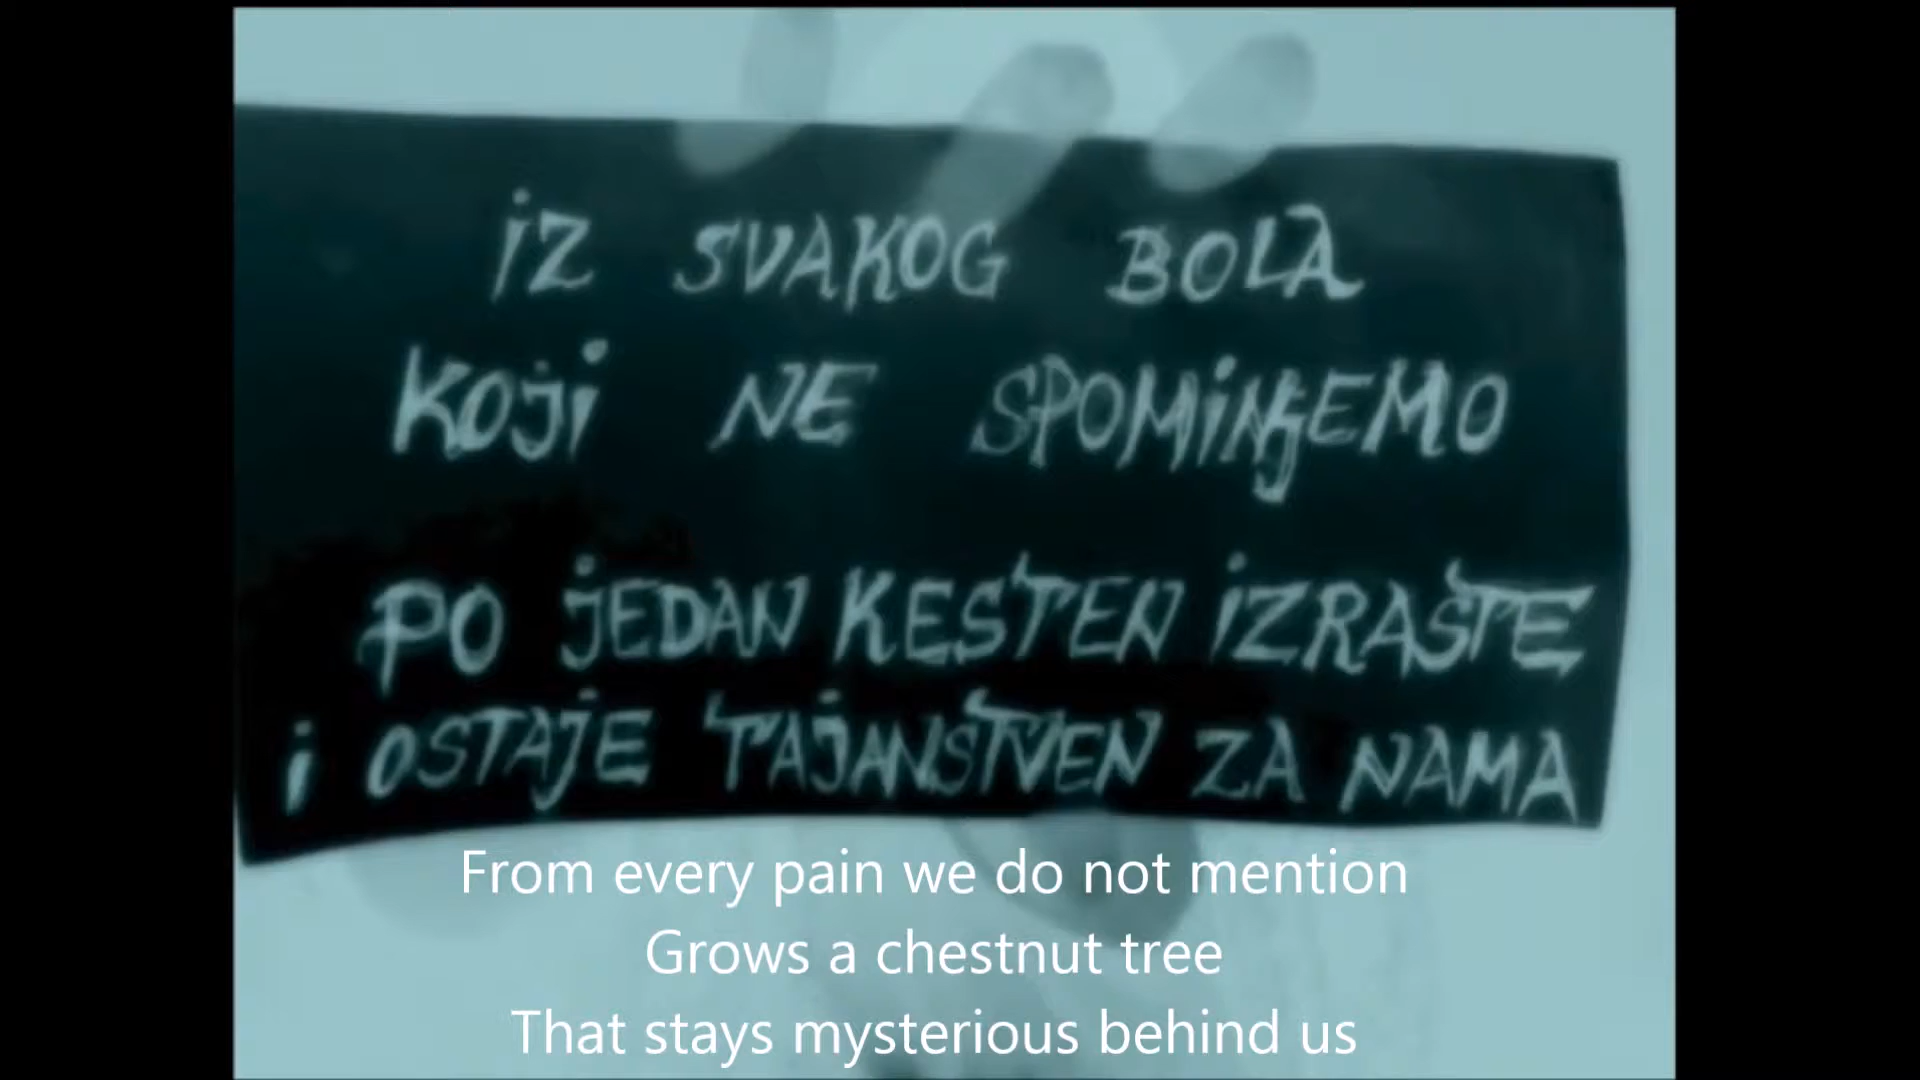 iZ SVAKOG BOLA
KOJi NE SPOMiNJEMO
PO JEDAN KESTEN iZRASTE
i OSTAJE TAJANSTVEN ZA NAMA
From every pain we do not mention
Grows a chestnut tree
That stays mysterious behind us